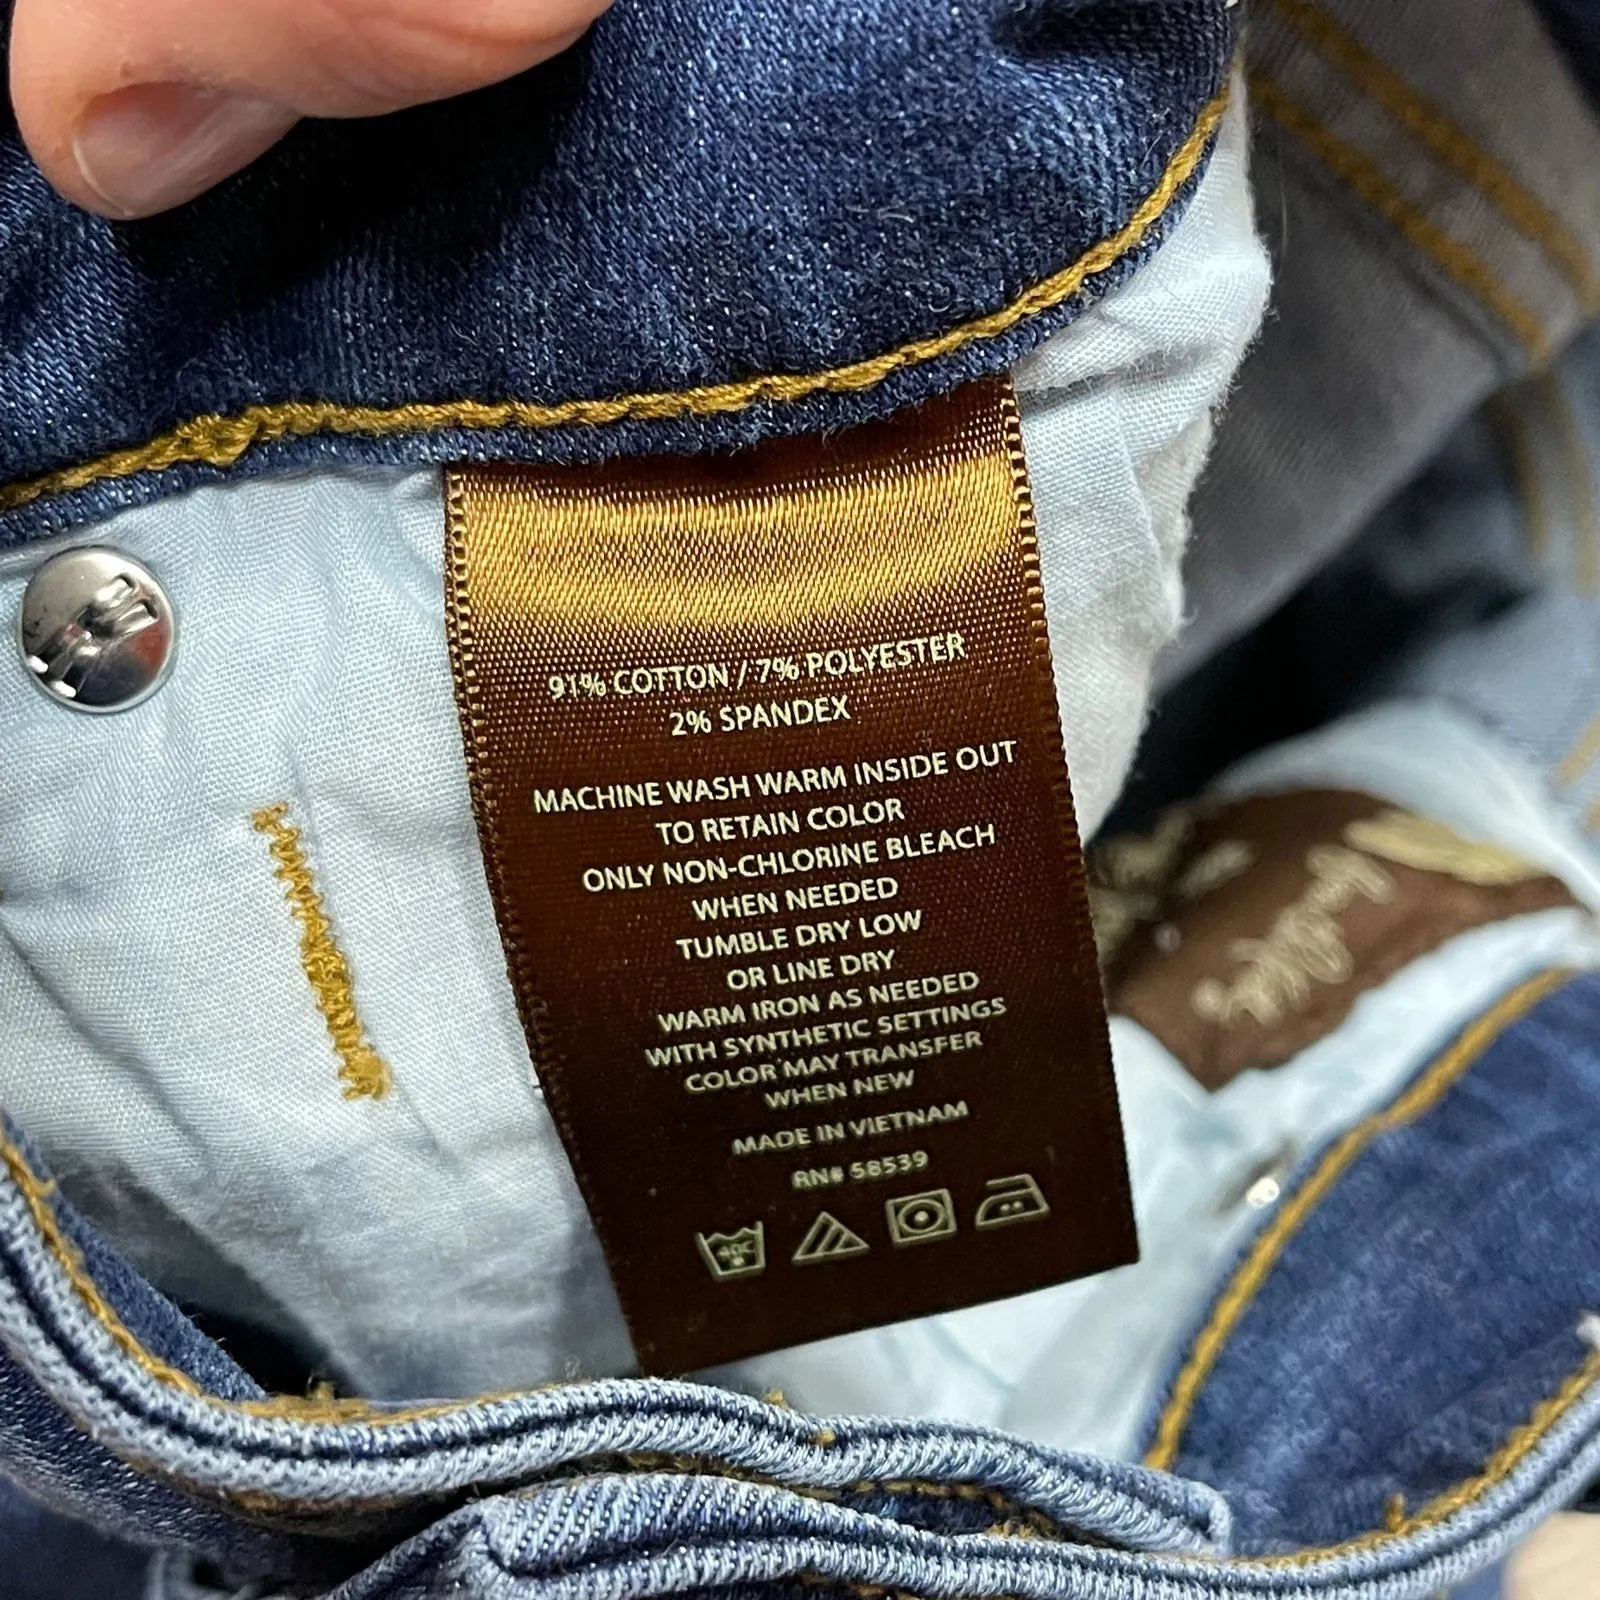 91% COTTON / 7% POLYESTER
2% SPANDEX
MACHINE WASH WARM INSIDE OUT
TO RETAIN COLOR
ONLY NON-CHLORINE BLEACH
WHEN NEEDED
TUMBLE DRY LOW
OR LINE DRY
WARM IRON AS NEEDED
WITH SYNTHETIC SETTINGS
COLOR MAY TRANSFER
WHEN NEW
MADE IN VIETNAM
RN# 58539
40C